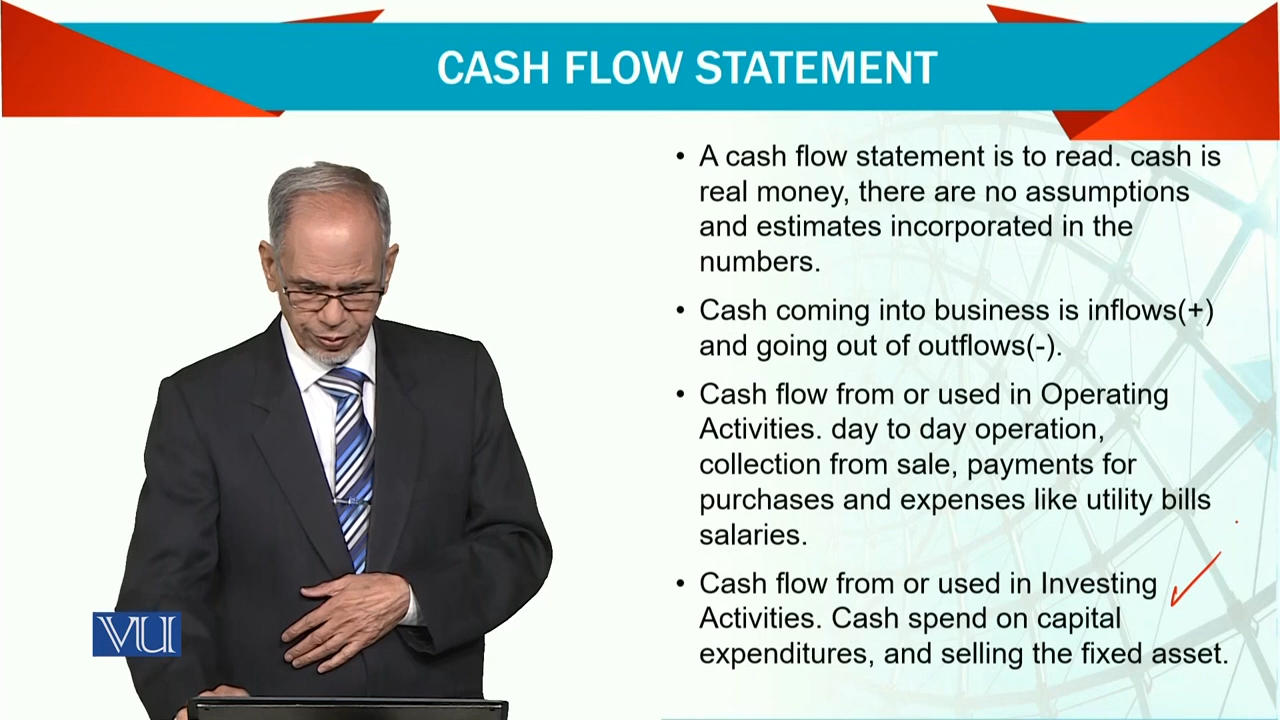 CASH FLOW STATEMENT
• A cash flow statement is to read. cash is
real money, there are no assumptions
and estimates incorporated in the
numbers.
• Cash coming into business is inflows(+)
and going out of outflows(-).
• Cash flow from or used in Operating
Activities. day to day operation,
collection from sale, payments for
purchases and expenses like utility bills
salaries.
• Cash flow from or used in Investing
Activities. Cash spend on capital
expenditures, and selling the fixed asset.
VU